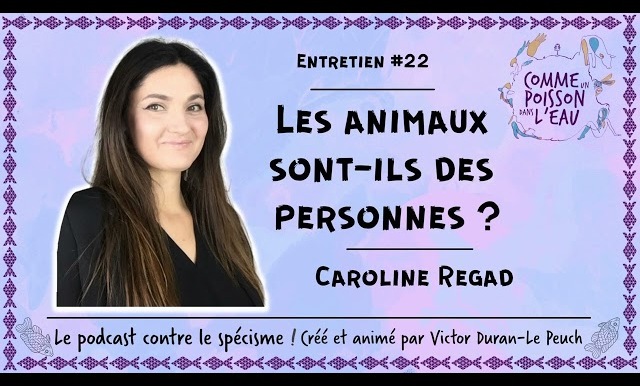 Entretien #22
Les animaux
sont-ils des
personnes ?
Caroline Regad
COMME UN
POISSON
DANS L'EAU
Le podcast contre le spécisme ! Créé et animé par Victor Duran-Le Peuch